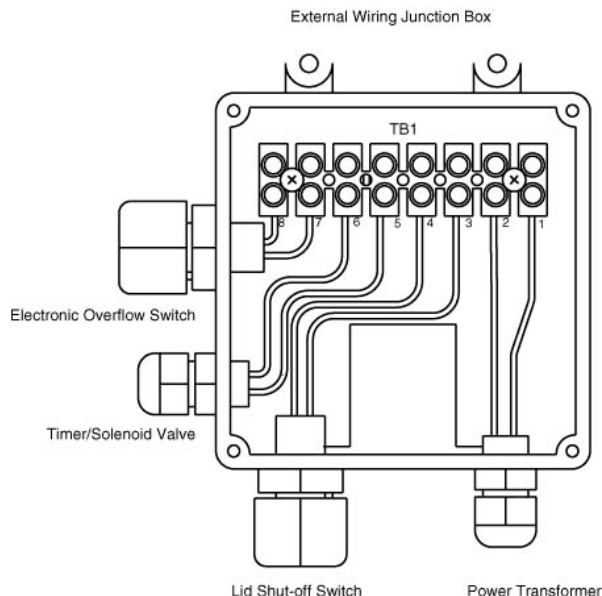 External Wiring Junction Box
TB1
8 7 6 5 4 3 2 1
Electronic Overflow Switch
Timer/Solenoid Valve
Lid Shut-off Switch
Power Transformer